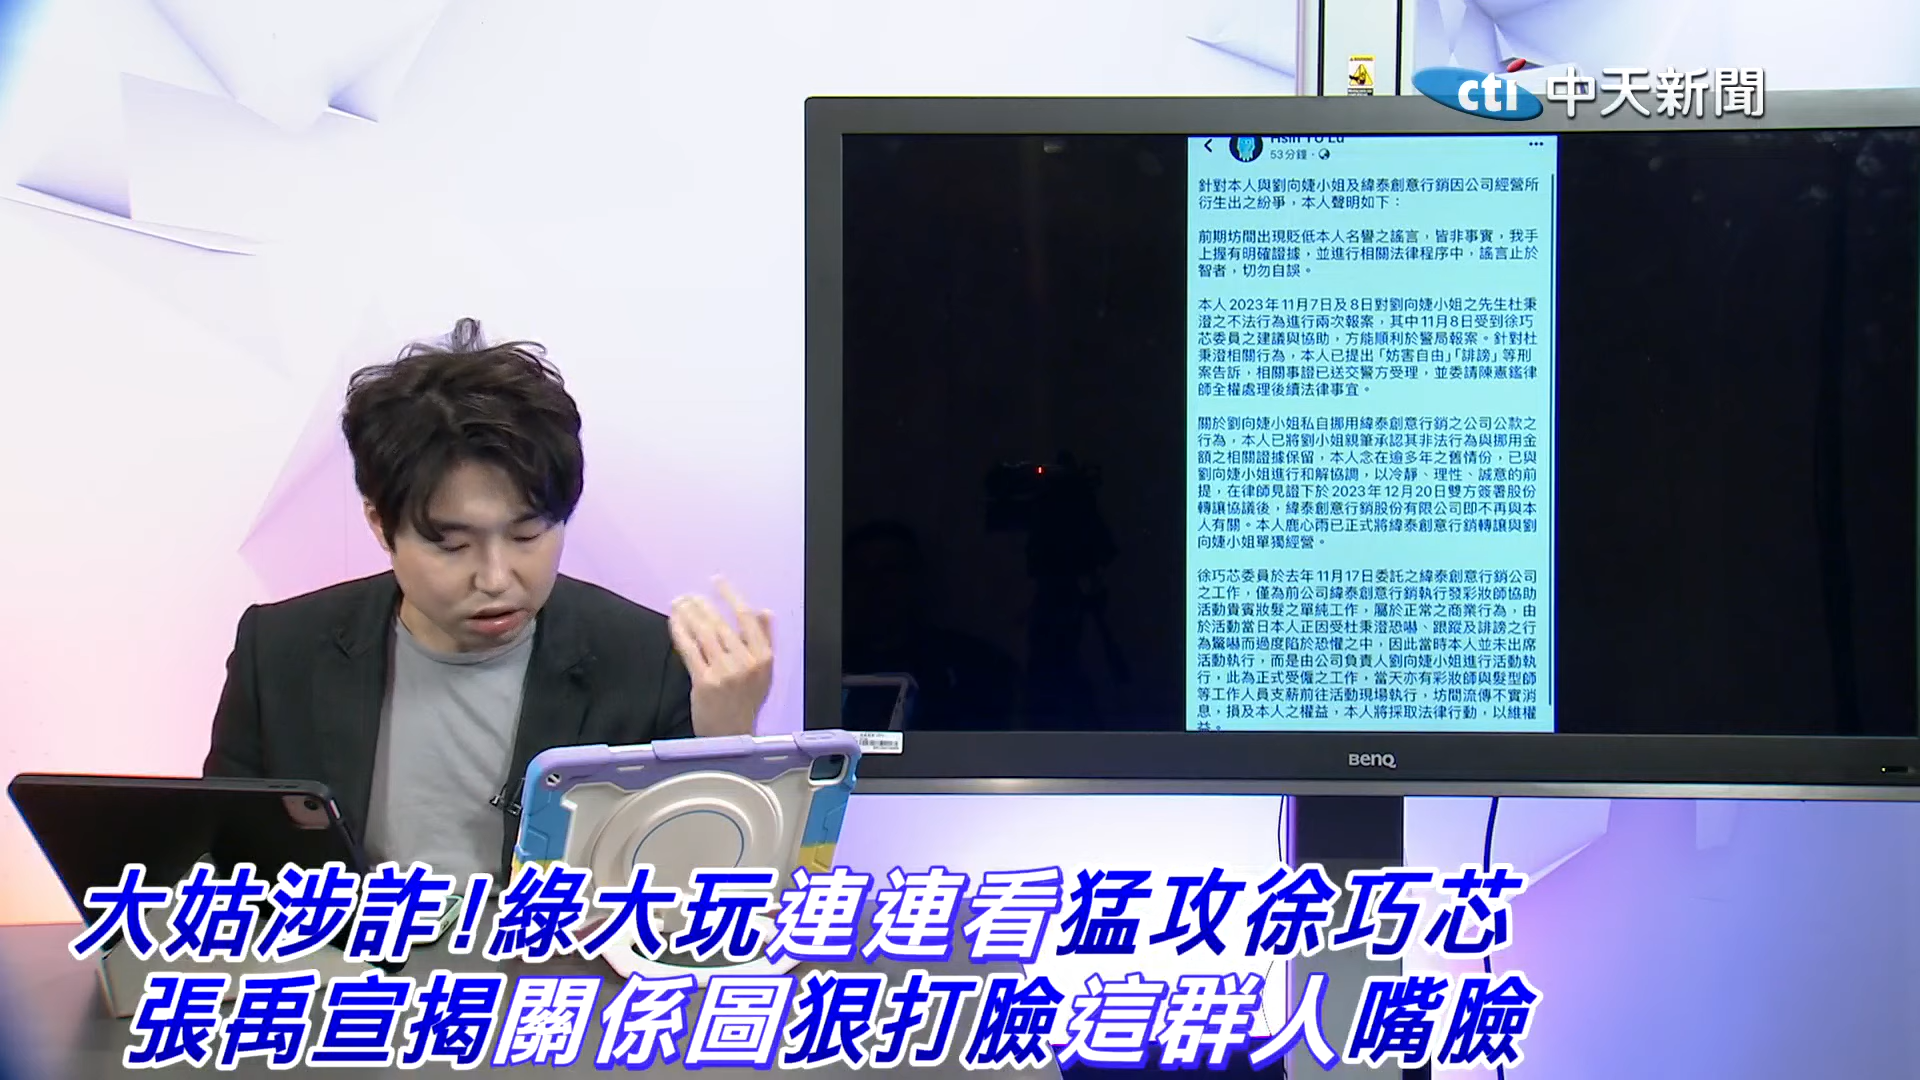 cti 中天新聞
53分鐘
針對本人與劉向婕小姐及緯泰創意行銷因公司經營所
衍生出之紛爭，本人聲明如下：
前期坊間出現貶低本人名譽之謠言，皆非事實，我手
上握有明確證據，並進行相關法律程序中，謠言止於
智者，切勿自誤。
本人2023年11月7日及8日對劉向婕小姐之先生杜秉
澄之不法行為進行兩次報案，其中11月8日受到徐巧
芯委員之建議與協助，方能順利於警局報案。針對杜
秉澄相關行為，本人已提出「妨害自由」「誹謗」等刑
案告訴，相關事證已送交警方受理，並委請陳憲鑑律
師全權處理後續法律事宜。
關於劉向婕小姐私自挪用緯泰創意行銷之公司公款之
行為，本人已將劉小姐親筆承認其非法行為與挪用金
額之相關證據保留，本人念在逾多年之舊情份，已與
劉向婕小姐進行和解協調，以冷靜、理性、誠意的前
提，在律師見證下於2023年12月20日雙方簽署股份
轉讓協議後，緯泰創意行銷股份有限公司即不再與本
人有關。本人鹿心雨已正式將緯泰創意行銷轉讓與劉
向婕小姐單獨經營。
徐巧芯委員於去年11月17日委託之緯泰創意行銷公司
之工作，僅為前公司緯泰創意行銷執行發彩妝師協助
活動貴賓妝髮之單純工作，屬於正常之商業行為，由
於活動當日本人正因受杜秉澄恐嚇、跟蹤及誹謗之行
為驚嚇而過度陷於恐懼之中，因此當時本人並未出席
活動執行，而是由公司負責人劉向婕小姐進行活動執
行，此為正式受僱之工作，當天亦有彩妝師與髮型師
等工作人員支薪前往活動現場執行，坊間流傳不實消
息，損及本人之權益，本人將採取法律行動，以維權
益。
BenQ
大姑涉詐!綠大玩連連看猛攻徐巧芯
張禹宣揭關係圖狠打臉這群人嘴臉